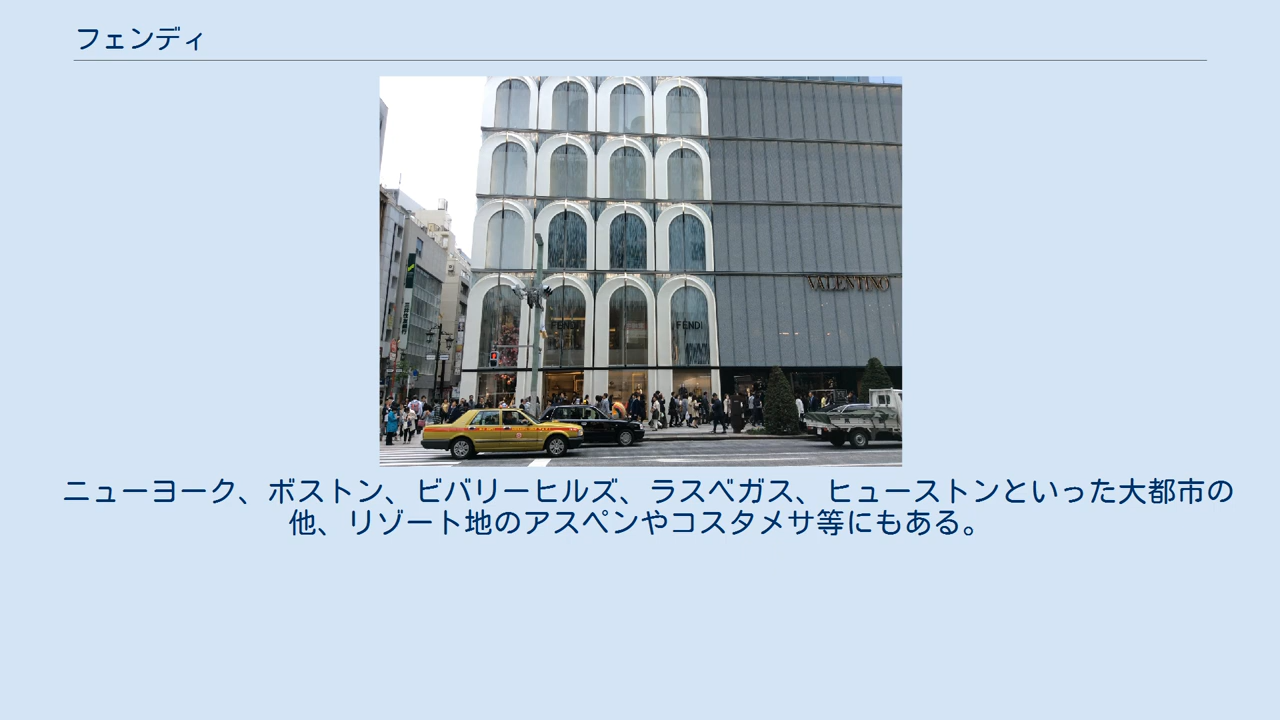 フェンディ
VALENTINO
FENDI
FENDI
ニューヨーク、ボストン、ビバリーヒルズ、ラスベガス、ヒューストンといった大都市の
他、リゾート地のアスペンやコスタメサ等にもある。